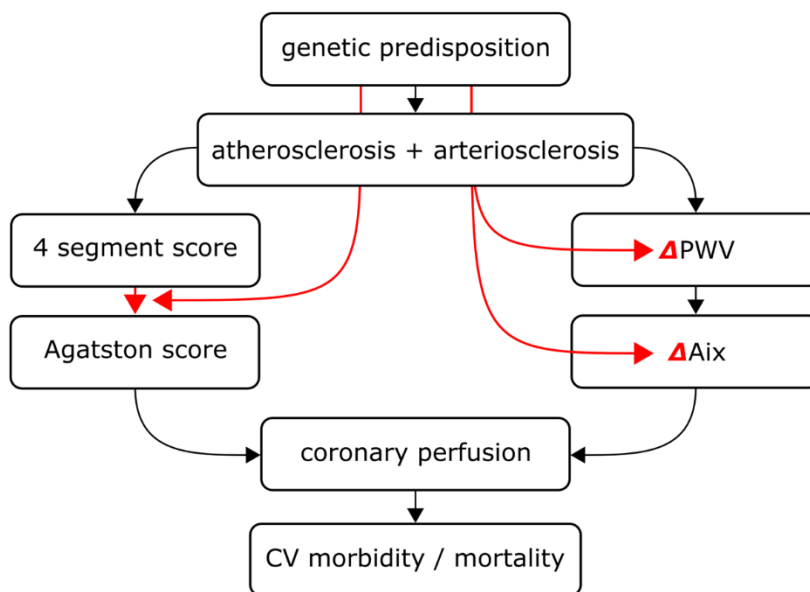 genetic predisposition
atherosclerosis + arteriosclerosis
4 segment score
ΔPWV
Agatston score
ΔAix
coronary perfusion
CV morbidity / mortality